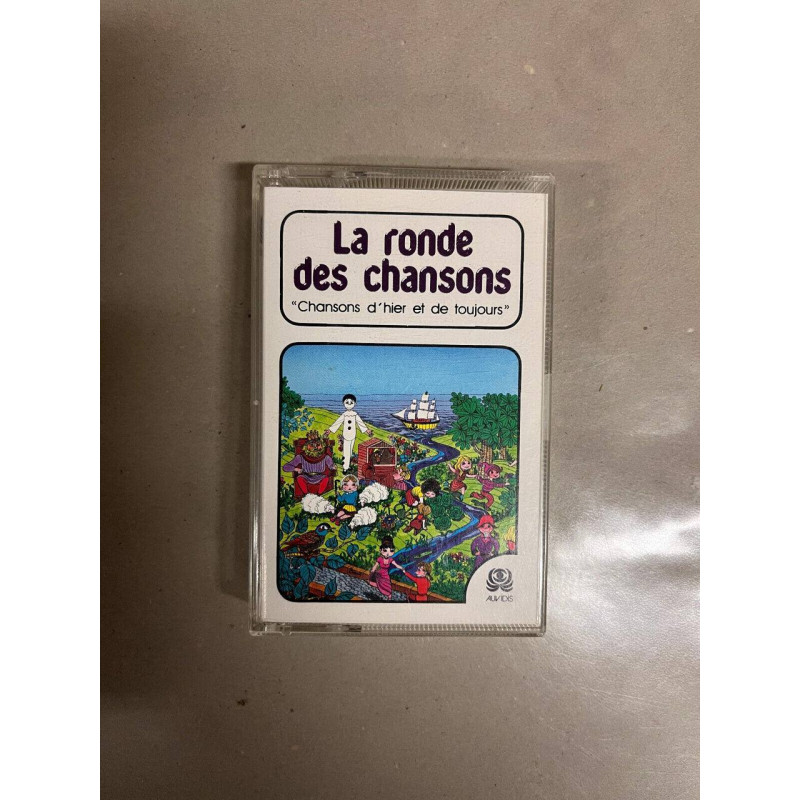 La ronde
des chansons
“Chansons d'hier et de toujours”
AUVIDIS